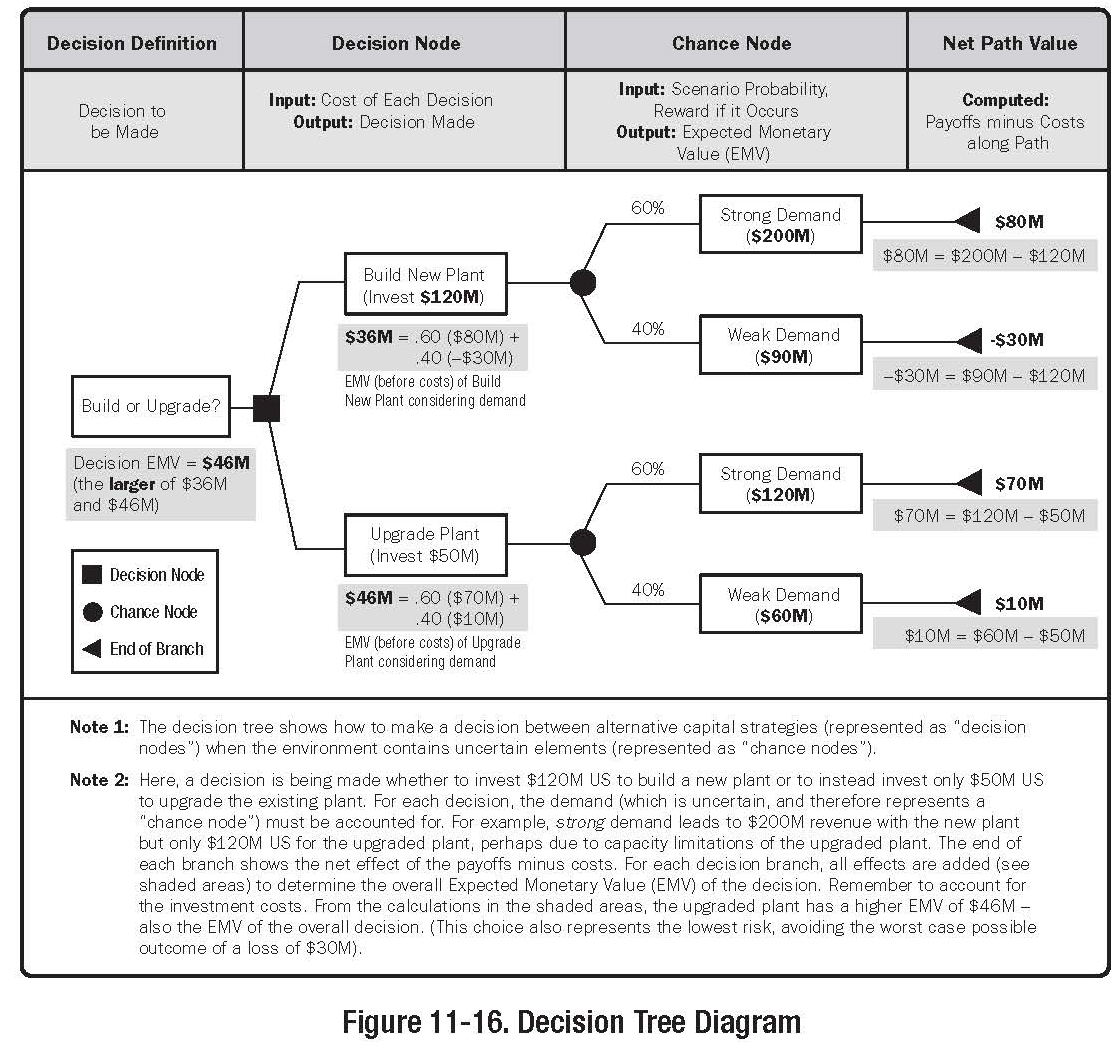 Decision Definition
Decision Node
Chance Node
Net Path Value
Decision to
be Made
Input: Cost of Each Decision
Output: Decision Made
Input: Scenario Probability,
Reward if it Occurs
Output: Expected Monetary
Value (EMV)
Computed:
Payoffs minus Costs
along Path
Build or Upgrade?
Decision EMV = $46M
(the larger of $36M
and $46M)
Decision Node
Chance Node
End of Branch
Build New Plant
(Invest $120M)
$36M = .60 ($80M) +
.40 (–$30M)
EMV (before costs) of Build
New Plant considering demand
Upgrade Plant
(Invest $50M)
$46M = .60 ($70M) +
.40 ($10M)
EMV (before costs) of Upgrade
Plant considering demand
60%
Strong Demand
($200M)
$80M
$80M = $200M – $120M
40%
Weak Demand
($90M)
-$30M
–$30M = $90M – $120M
60%
Strong Demand
($120M)
$70M
$70M = $120M – $50M
40%
Weak Demand
($60M)
$10M
$10M = $60M – $50M
Note 1: The decision tree shows how to make a decision between alternative capital strategies (represented as “decision
nodes”) when the environment contains uncertain elements (represented as “chance nodes”).
Note 2: Here, a decision is being made whether to invest $120M US to build a new plant or to instead invest only $50M US
to upgrade the existing plant. For each decision, the demand (which is uncertain, and therefore represents a
“chance node”) must be accounted for. For example, strong demand leads to $200M revenue with the new plant
but only $120M US for the upgraded plant, perhaps due to capacity limitations of the upgraded plant. The end of
each branch shows the net effect of the payoffs minus costs. For each decision branch, all effects are added (see
shaded areas) to determine the overall Expected Monetary Value (EMV) of the decision. Remember to account for
the investment costs. From the calculations in the shaded areas, the upgraded plant has a higher EMV of $46M –
also the EMV of the overall decision. (This choice also represents the lowest risk, avoiding the worst case possible
outcome of a loss of $30M).
Figure 11-16. Decision Tree Diagram